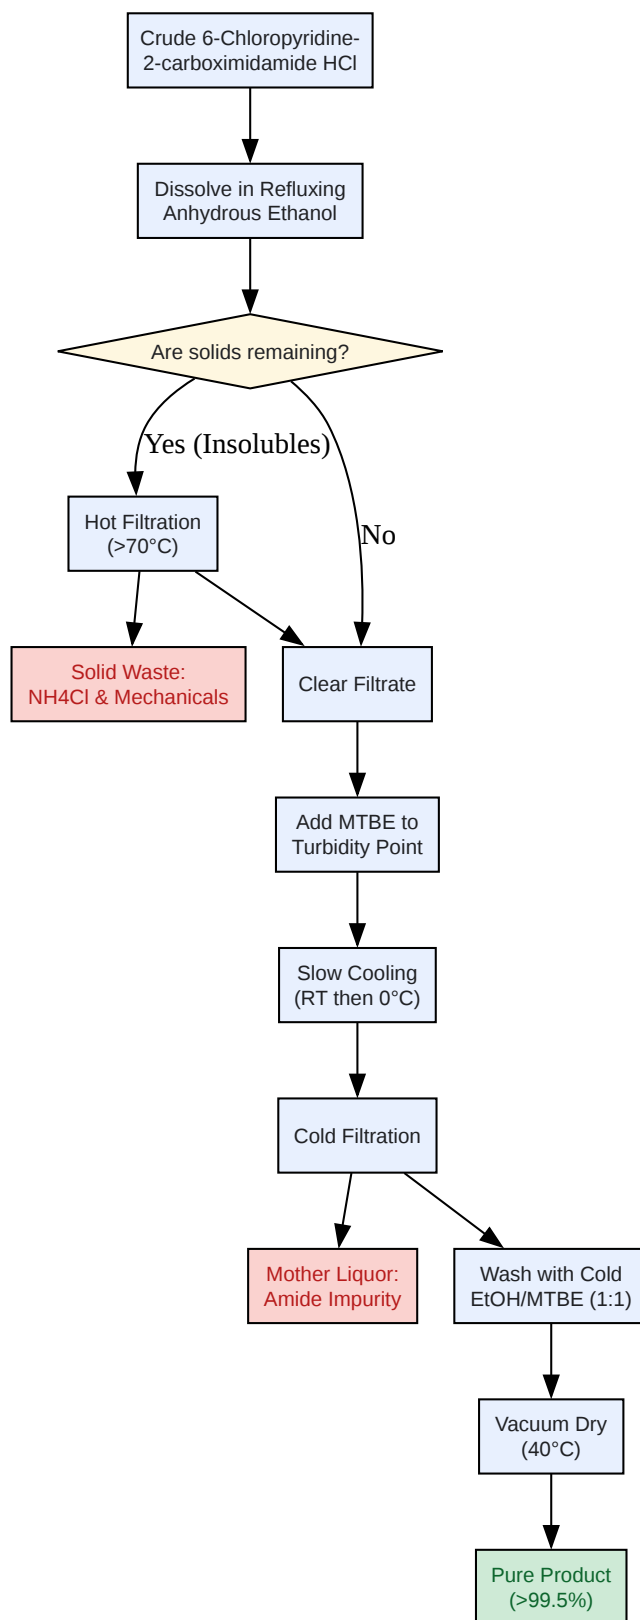 Crude 6-Chloropyridine-
2-carboximidamide HCl
Dissolve in Refluxing
Anhydrous Ethanol
Are solids remaining?
Yes (Insolubles)
No
Hot Filtration
(>70°C)
Solid Waste:
NH4Cl & Mechanicals
Clear Filtrate
Add MTBE to
Turbidity Point
Slow Cooling
(RT then 0°C)
Cold Filtration
Mother Liquor:
Amide Impurity
Wash with Cold
EtOH/MTBE (1:1)
Vacuum Dry
(40°C)
Pure Product
(>99.5%)